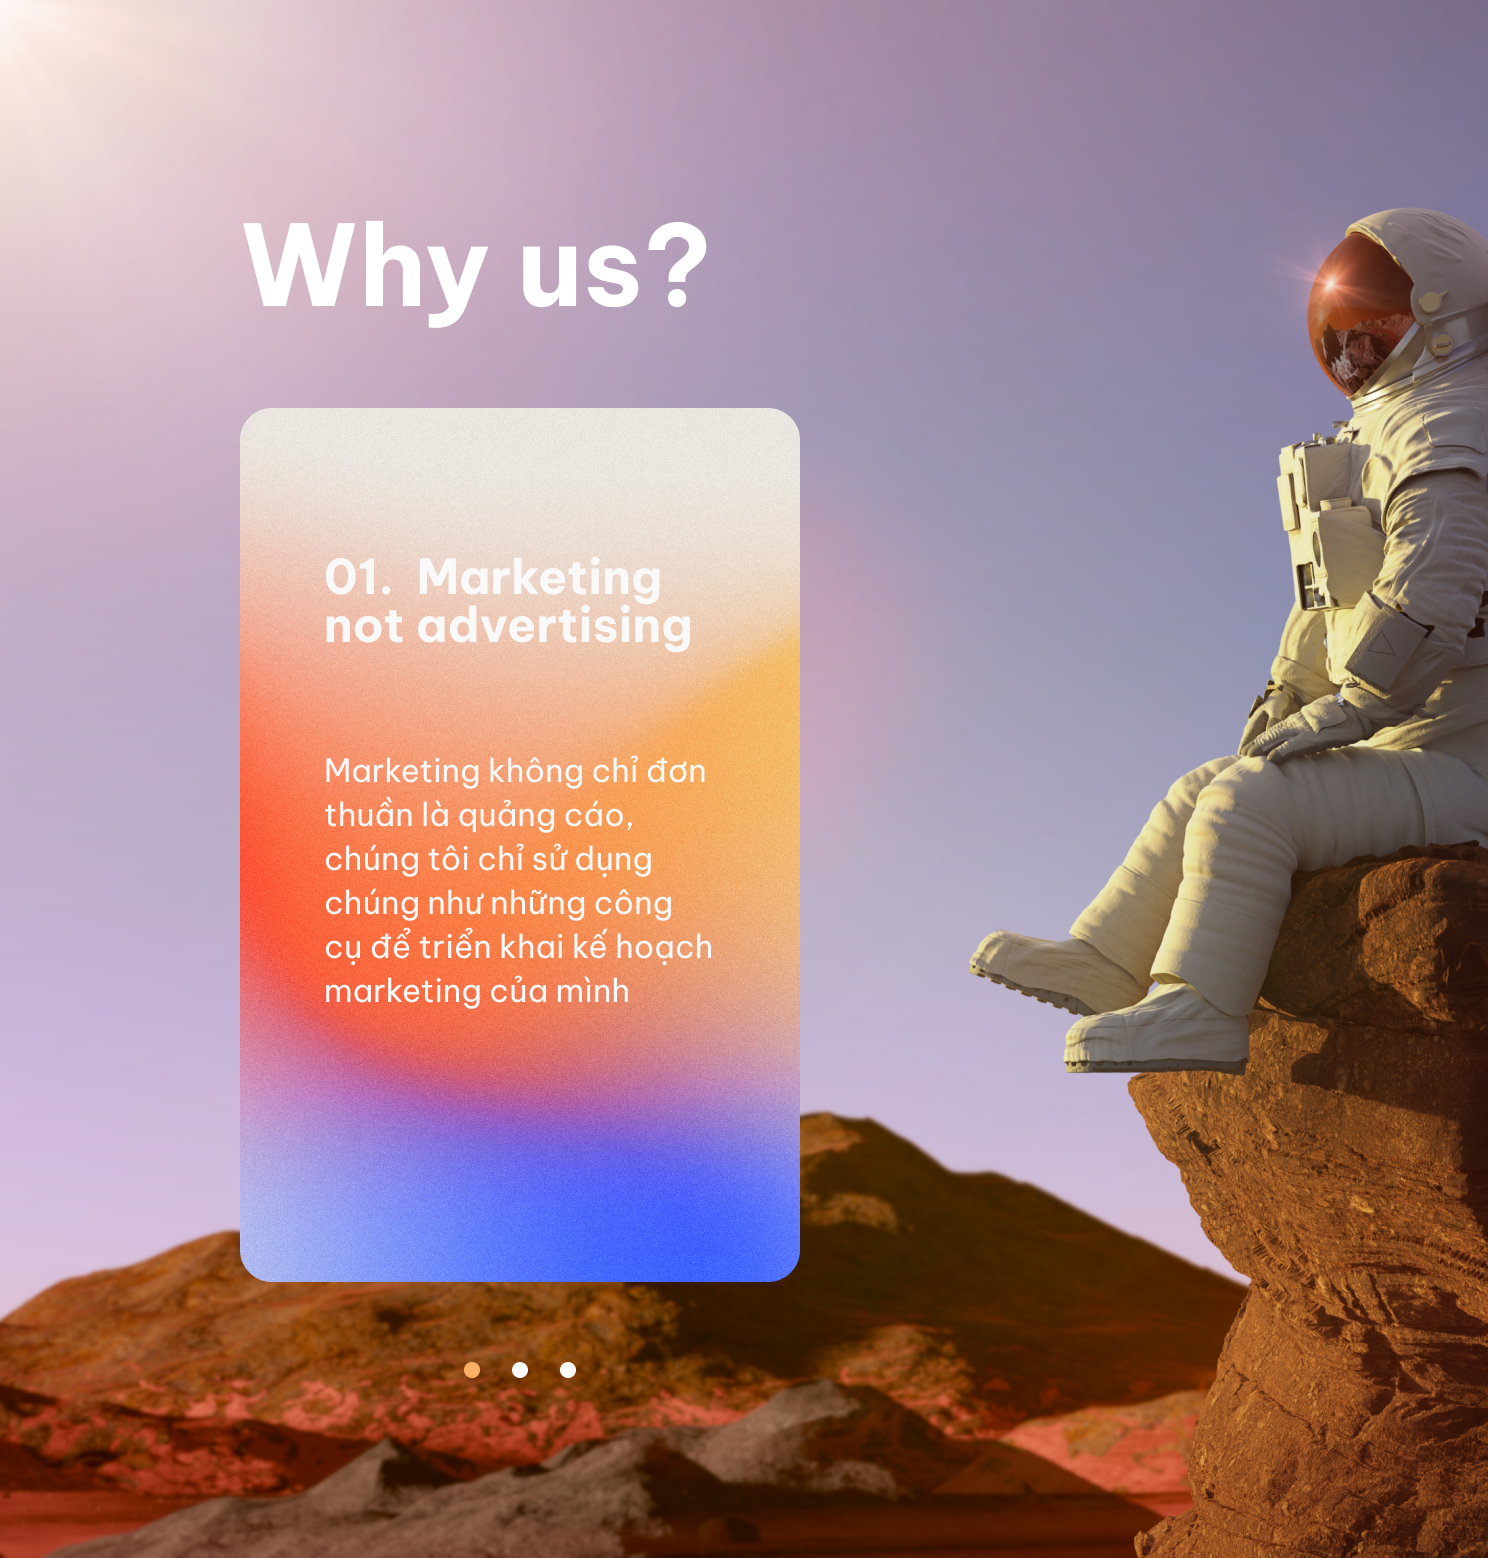 Why us?
01. Marketing
not advertising
Marketing không chỉ đơn
thuần là quảng cáo,
chúng tôi chỉ sử dụng
chúng như những công
cụ để triển khai kế hoạch
marketing của mình